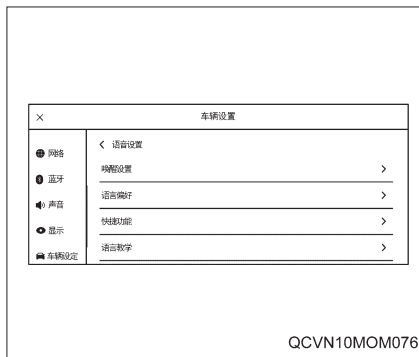 × 车辆设置
网络
蓝牙
声音
显示
车辆设定
< 语音设置
唤醒设置 >
语言偏好 >
快捷功能 >
语言教学 >
QCVN10MOM076